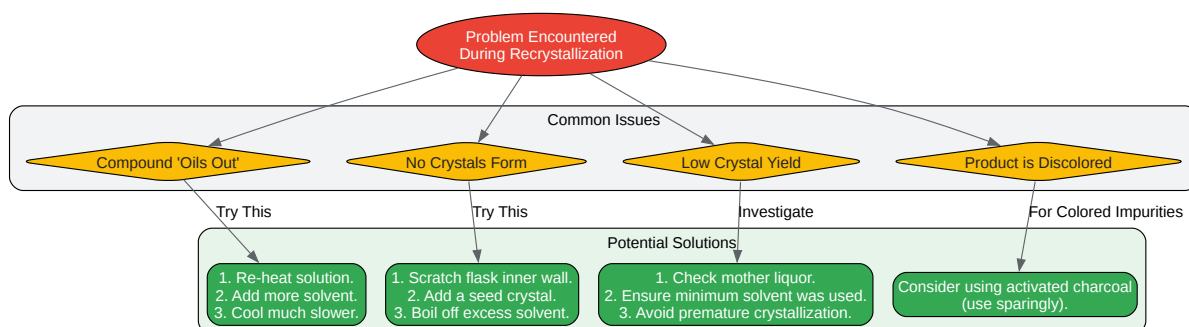 Problem Encountered
During Recrystallization
Common Issues
Compound 'Oils Out'
No Crystals Form
Low Crystal Yield
Product is Discolored
Try This
Try This
Investigate
For Colored Impurities
Potential Solutions
1. Re-heat solution.
2. Add more solvent.
3. Cool much slower.
1. Scratch flask inner wall.
2. Add a seed crystal.
3. Boil off excess solvent.
1. Check mother liquor.
2. Ensure minimum solvent was used.
3. Avoid premature crystallization.
Consider using activated charcoal
(use sparingly).